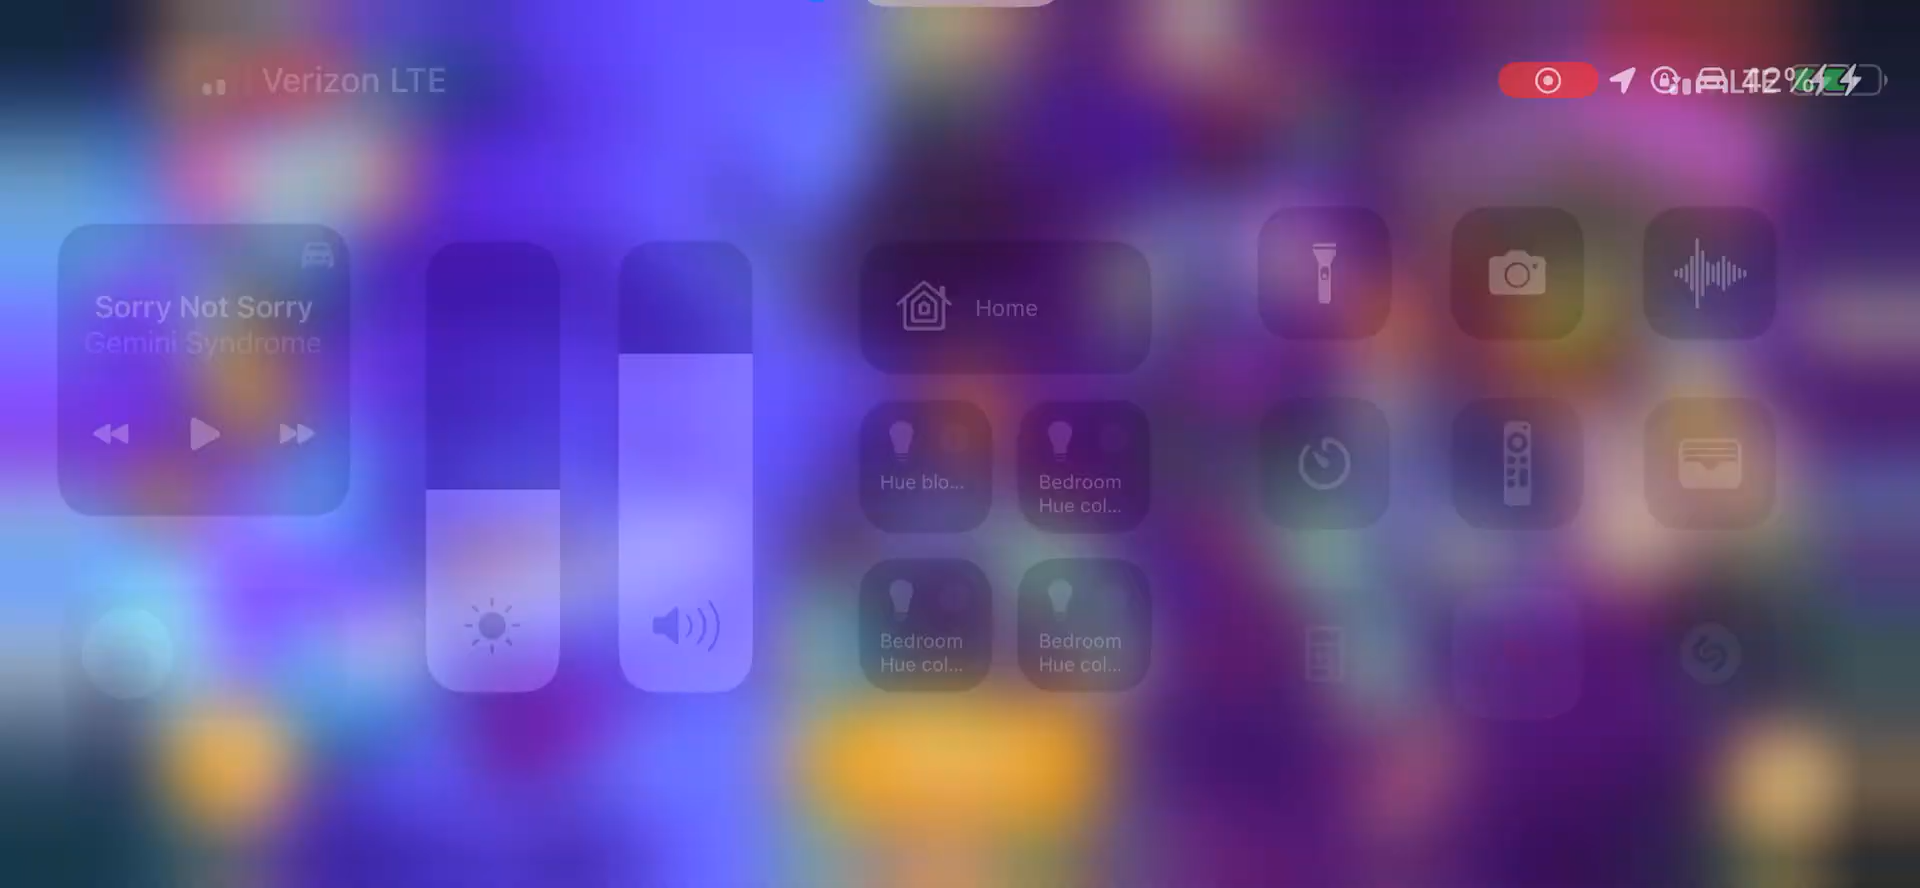 Verizon LTE
42%
Sorry Not Sorry
Gemini Syndrome
Home
Hue blo...
Bedroom
Hue col...
Bedroom
Hue col...
Bedroom
Hue col...